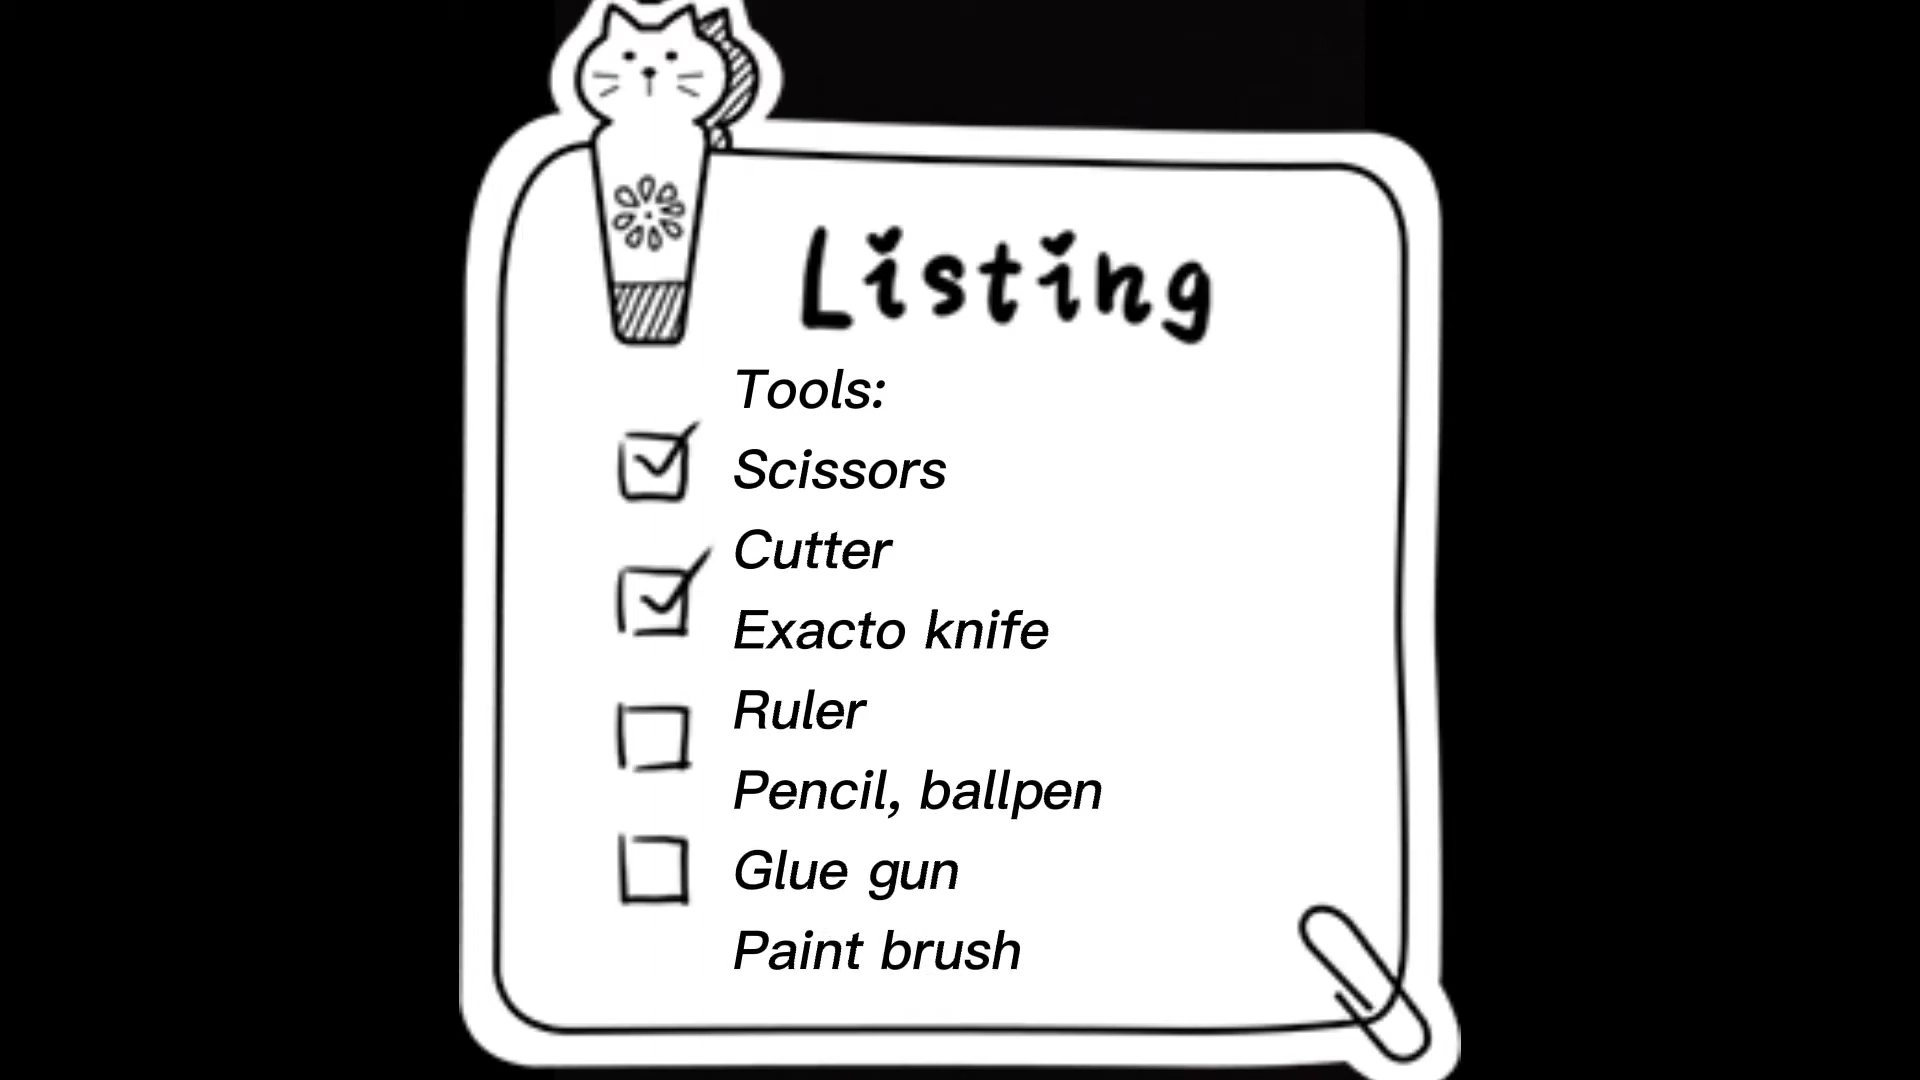 Listing
Tools:
Scissors
Cutter
Exacto knife
Ruler
Pencil, ballpen
Glue gun
Paint brush